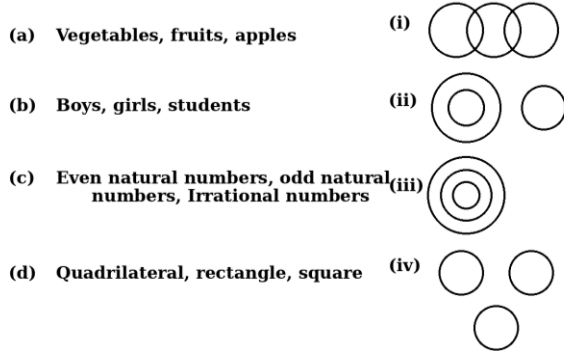 (a) Vegetables, fruits, apples (i)
(b) Boys, girls, students (ii)
(c) Even natural numbers, odd natural (iii)
numbers, Irrational numbers
(d) Quadrilateral, rectangle, square (iv)